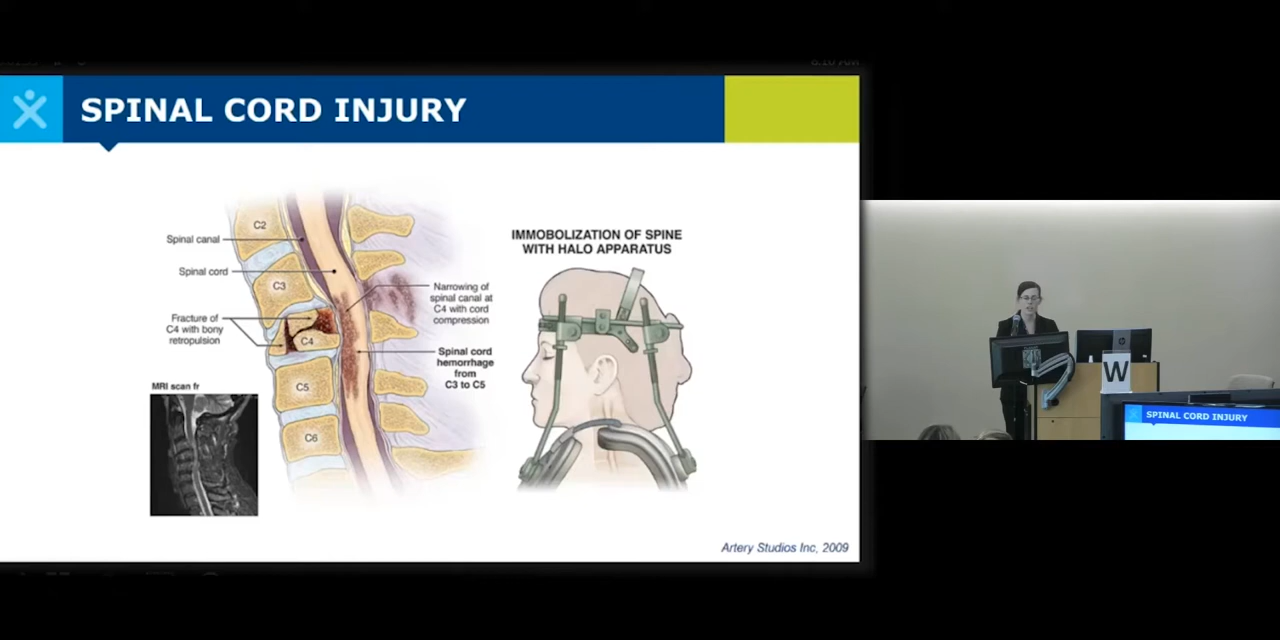 SPINAL CORD INJURY
C2
Spinal canal
Spinal cord
C3
Narrowing of
spinal canal at
C4 with cord
compression
Fracture of
C4 with bony
retropulsion
C4
Spinal cord
hemorrhage
from
C3 to C5
C5
MRI scan fr
C6
IMMOBOLIZATION OF SPINE
WITH HALO APPARATUS
Artery Studios Inc, 2009
W
SPINAL CORD INJURY